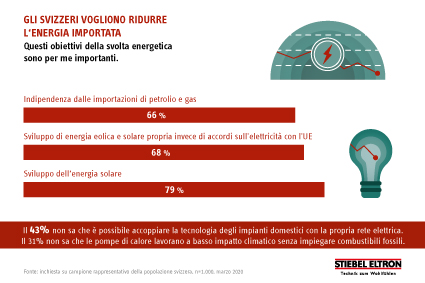 GLI SVIZZERI VOGLIONO RIDURRE
L'ENERGIA IMPORTATA
Questi obiettivi della svolta energetica
sono per me importanti.
Indipendenza dalle importazioni di petrolio e gas
66 %
Sviluppo di energia eolica e solare propria invece di accordi sull'elettricità con l'UE
68 %
Sviluppo dell'energia solare
79 %
Il 43% non sa che è possibile accoppiare la tecnologia degli impianti domestici con la propria rete elettrica.
Il 31% non sa che le pompe di calore lavorano a basso impatto climatico senza impiegare combustibili fossili.
Fonte: inchiesta su campione rappresentativo della popolazione svizzera, n=1.000, marzo 2020
STIEBEL ELTRON
Technik zum Wohlfühlen